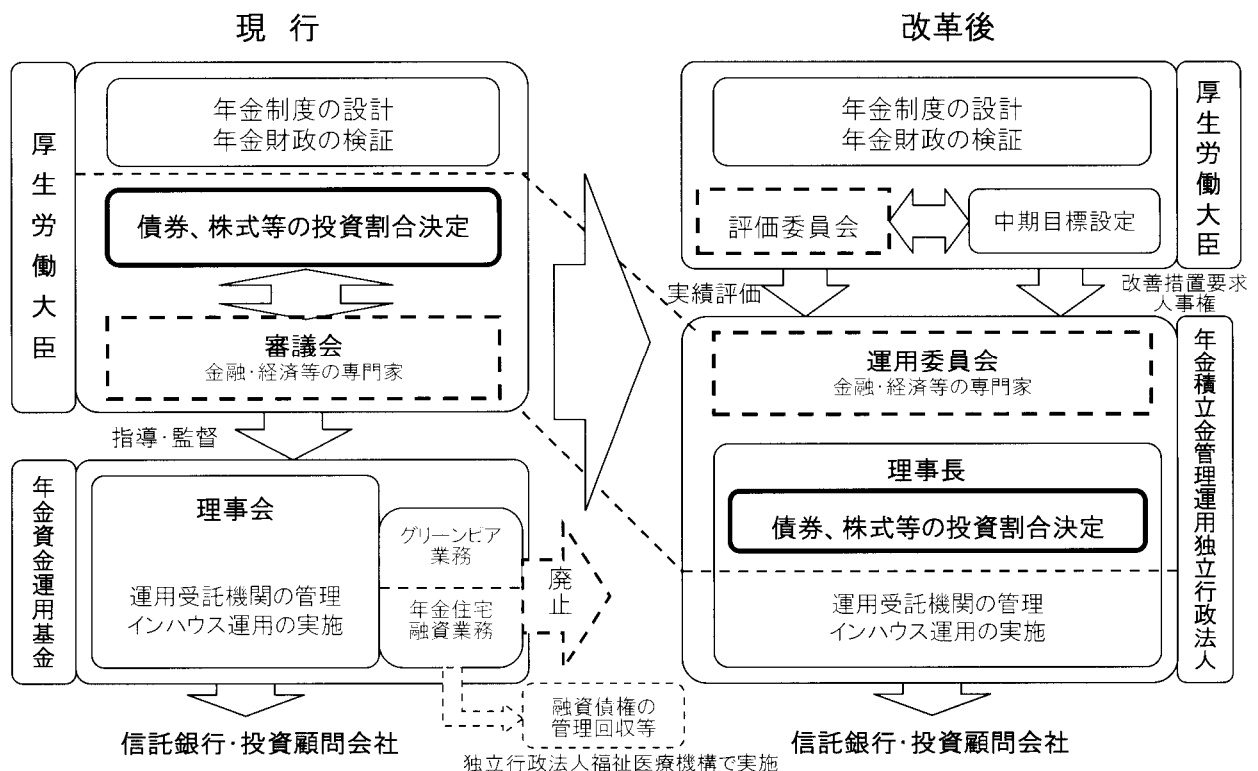 現 行
厚生労働大臣
年金制度の設計
年金財政の検証
債券、株式等の投資割合決定
審議会
金融・経済等の専門家
指導・監督
年金資金運用基金
理事会
運用受託機関の管理
インハウス運用の実施
グリーンピア
業務
年金住宅
融資業務
廃止
融資債権の
管理回収等
独立行政法人福祉医療機構で実施
信託銀行・投資顧問会社
改革後
年金制度の設計
年金財政の検証
厚生労働大臣
評価委員会
中期目標設定
実績評価
改善措置要求
人事権
運用委員会
金融・経済等の専門家
年金積立金管理運用独立行政法人
理事長
債券、株式等の投資割合決定
運用受託機関の管理
インハウス運用の実施
信託銀行・投資顧問会社